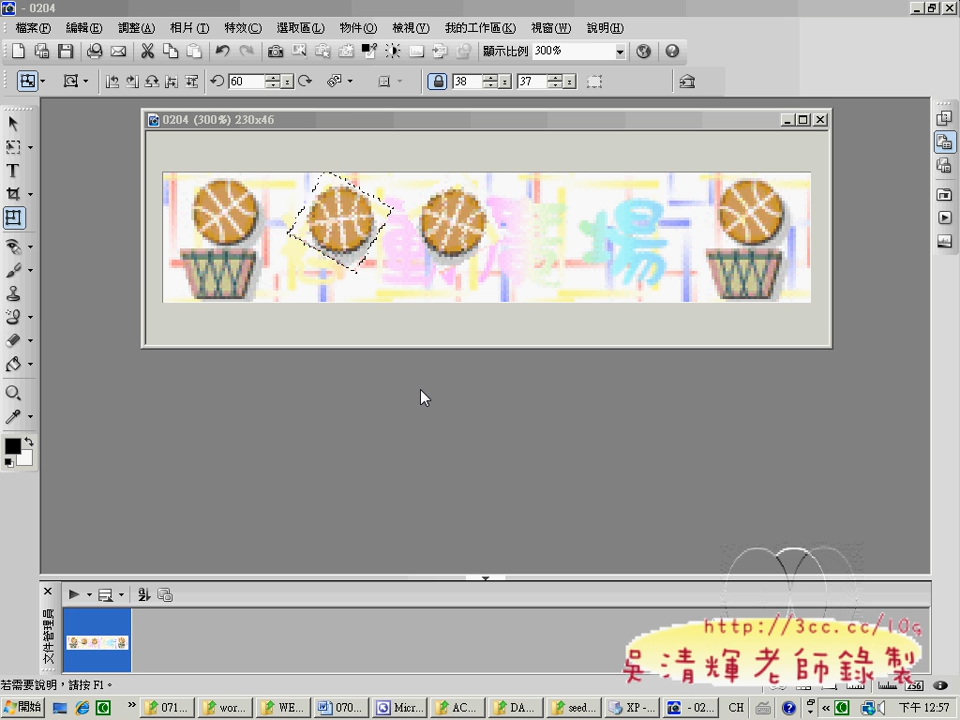 - 0204
檔案(F) 編輯(E) 調整(A) 相片(I) 特效(C) 選取區(L) 物件(O) 檢視(V) 我的工作區(K) 視窗(W) 說明(H)
顯示比例 300%
60 38 37
0204 (300%) 230x46
動 場
文件管理員
http://3cc.cc/10q
吳清輝老師錄製
若需要說明，請按 F1。
256
開始 071... wor... WE... 070... Micr... AC... DA... seed... XP -... - 02... CH 下午 12:57